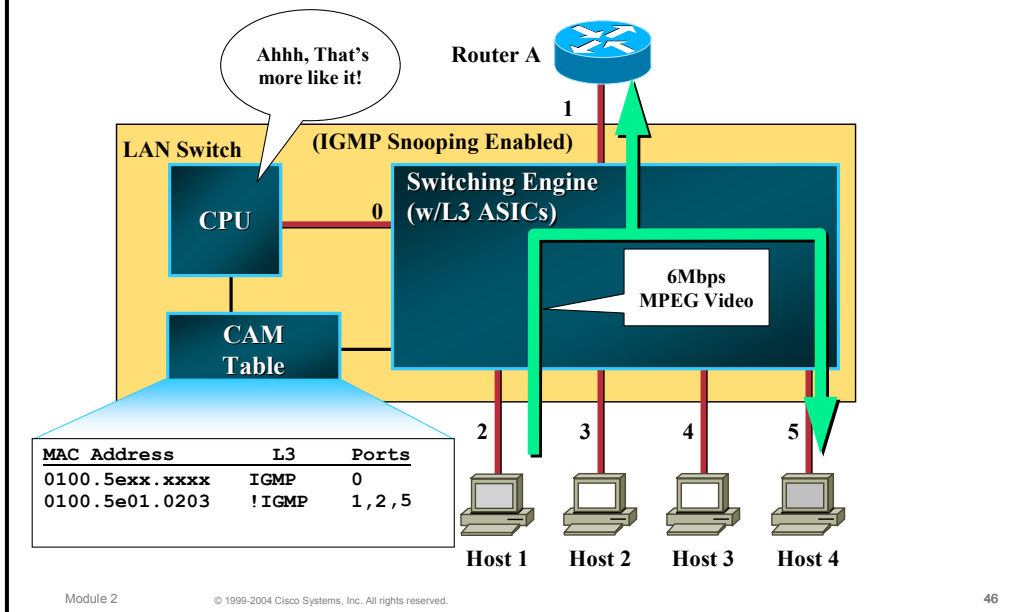 Ahhh, That's
more like it!
Router A
1
LAN Switch
(IGMP Snooping Enabled)
CPU
0
Switching Engine
(w/L3 ASICs)
6Mbps
MPEG Video
CAM
Table
2
3
4
5
MAC Address L3 Ports
0100.5exx.xxxx IGMP 0
0100.5e01.0203 !IGMP 1,2,5
Host 1
Host 2
Host 3
Host 4
Module 2
© 1999-2004 Cisco Systems, Inc. All rights reserved.
46